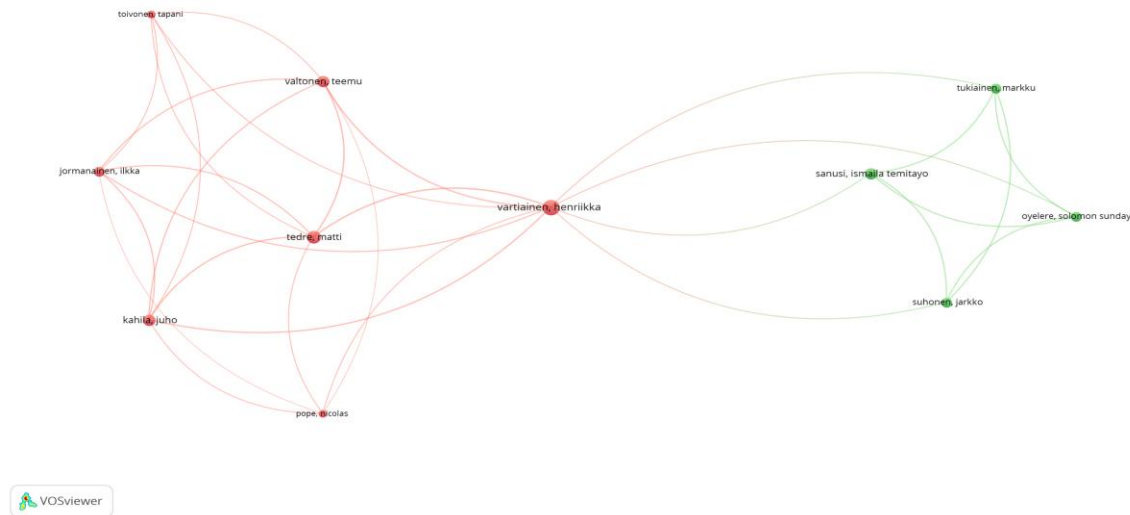 toivonen, tapani
valtonen, teemu
tukiainen, markku
jormanainen, ilkka
sanusi, ismaila temitayo
vartiainen, henriikka
oyelere, solomon sunday
tedre, matti
suhonen, jarkko
kahila, juho
pope, nicolas
VOSviewer